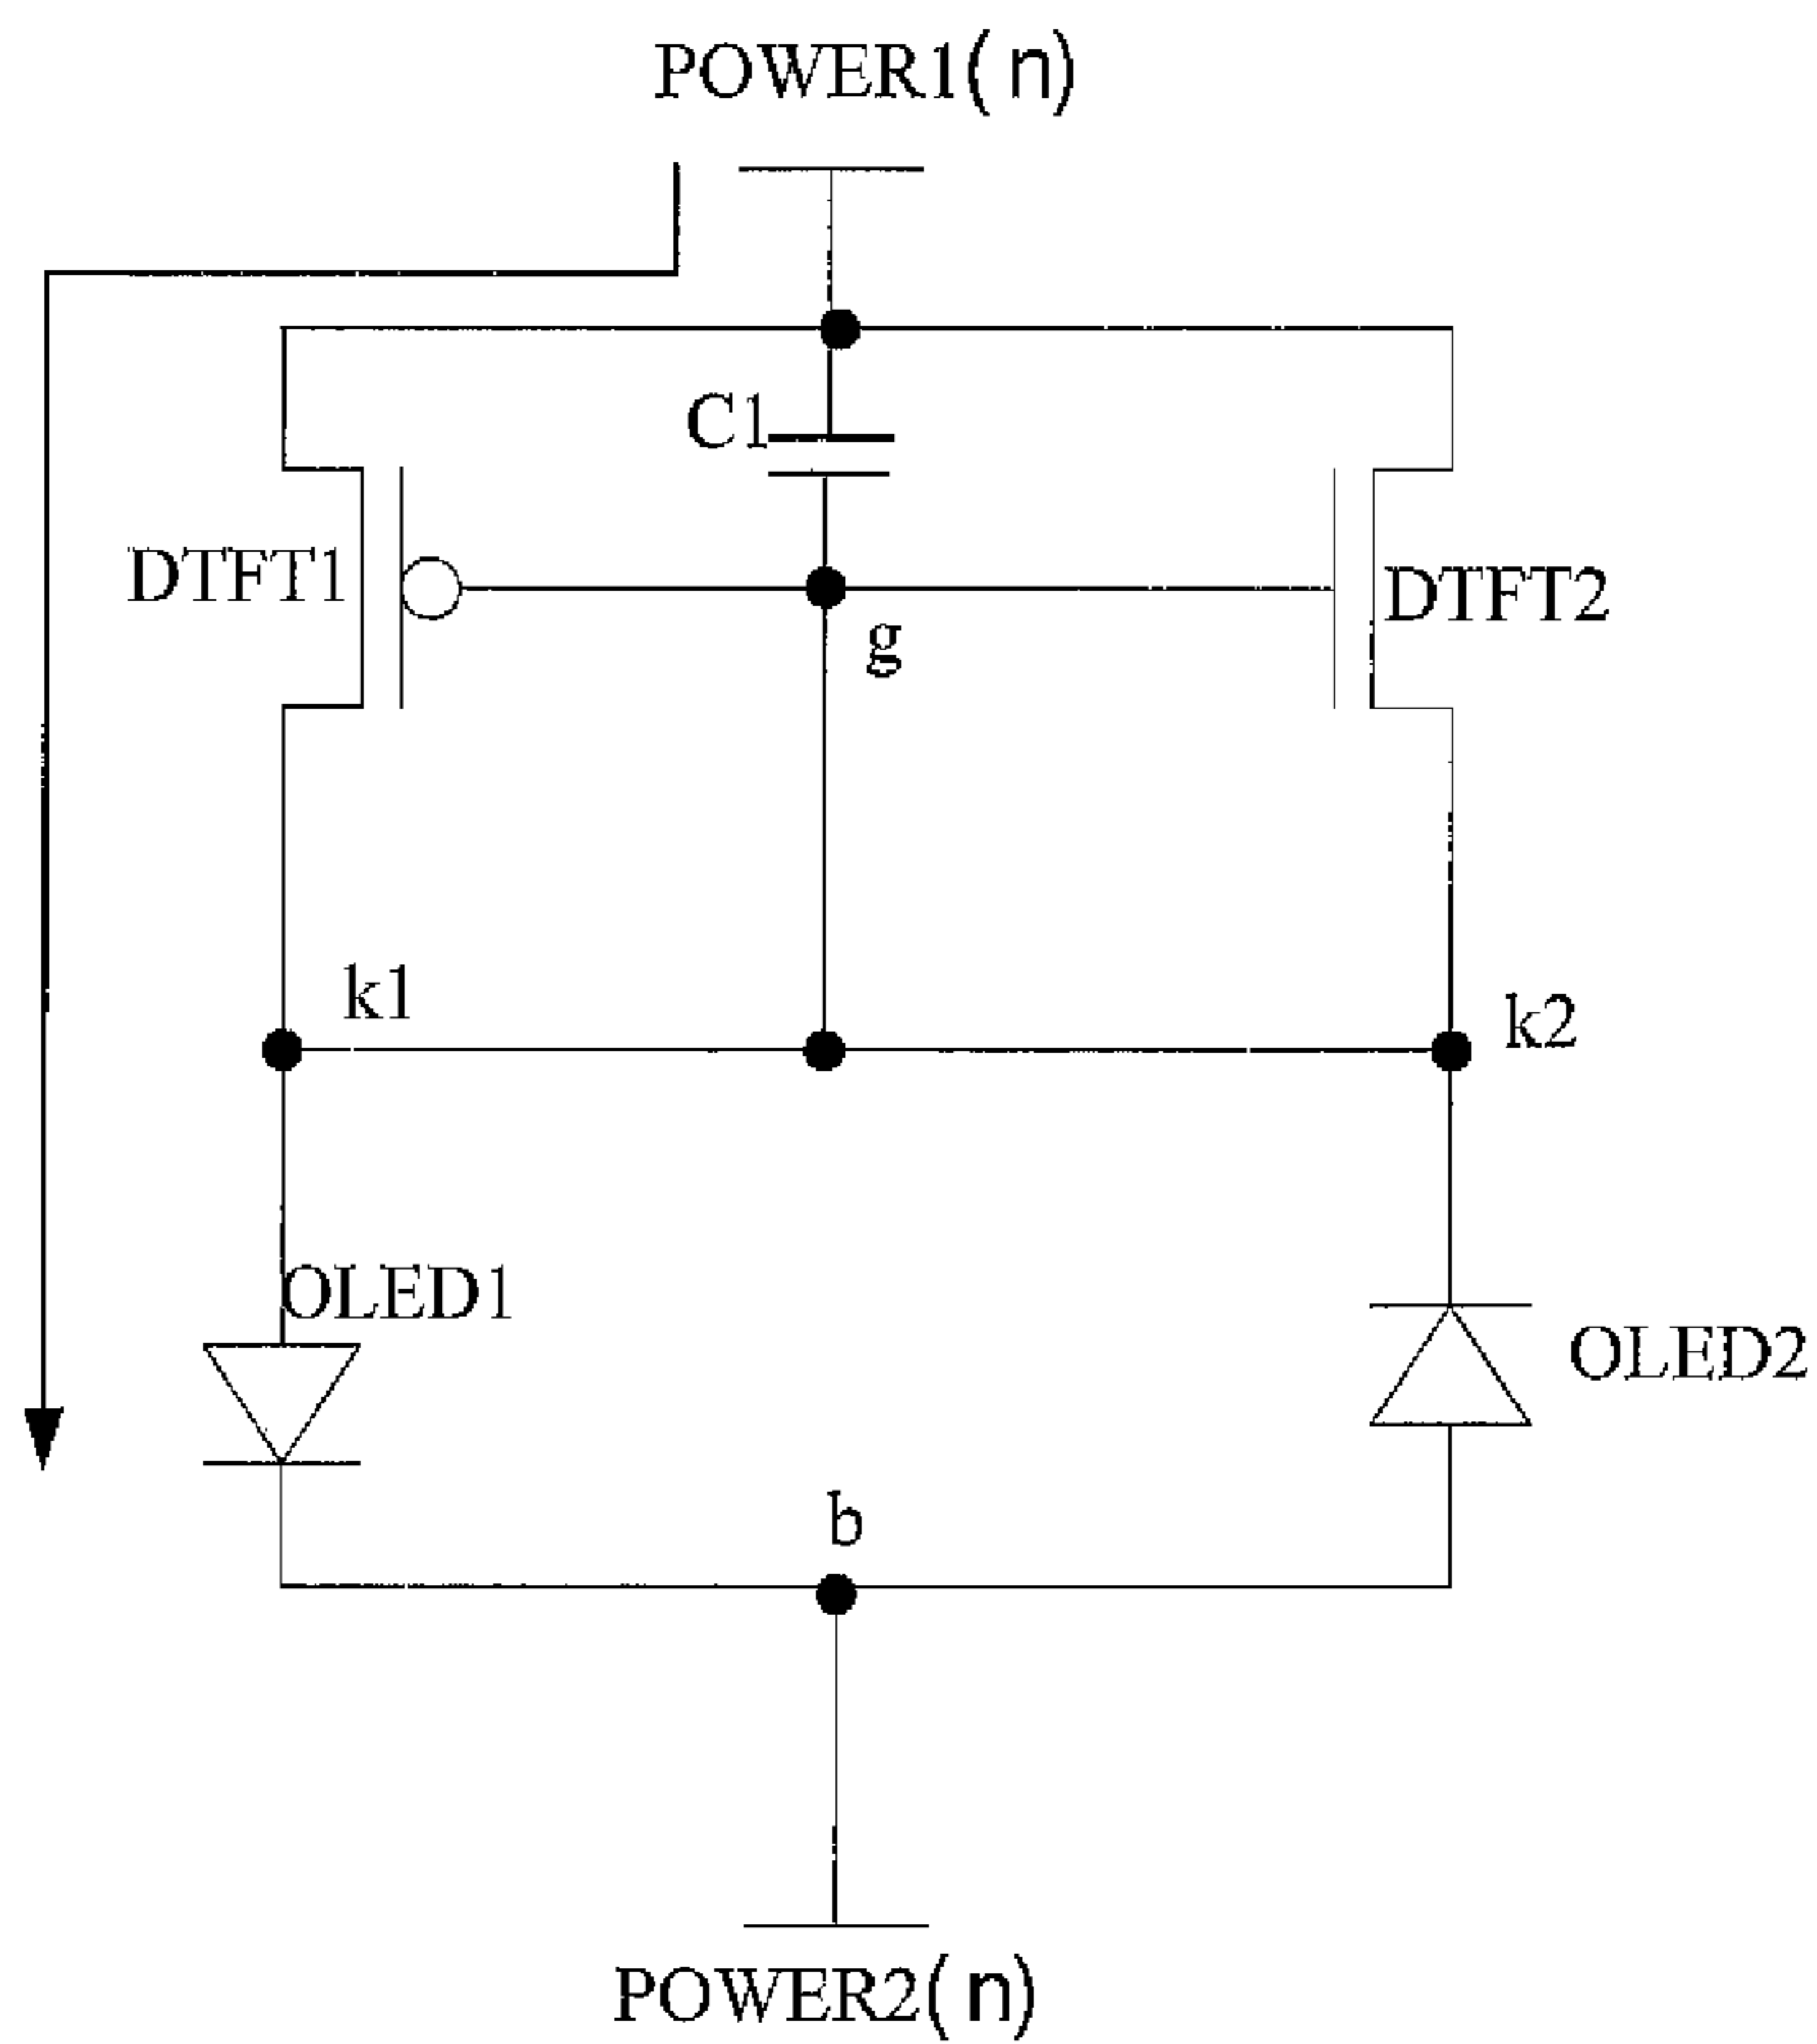 POWER1(n)
C1
DTFT1
DTFT2
g
k1
k2
OLED1
OLED2
b
POWER2(n)